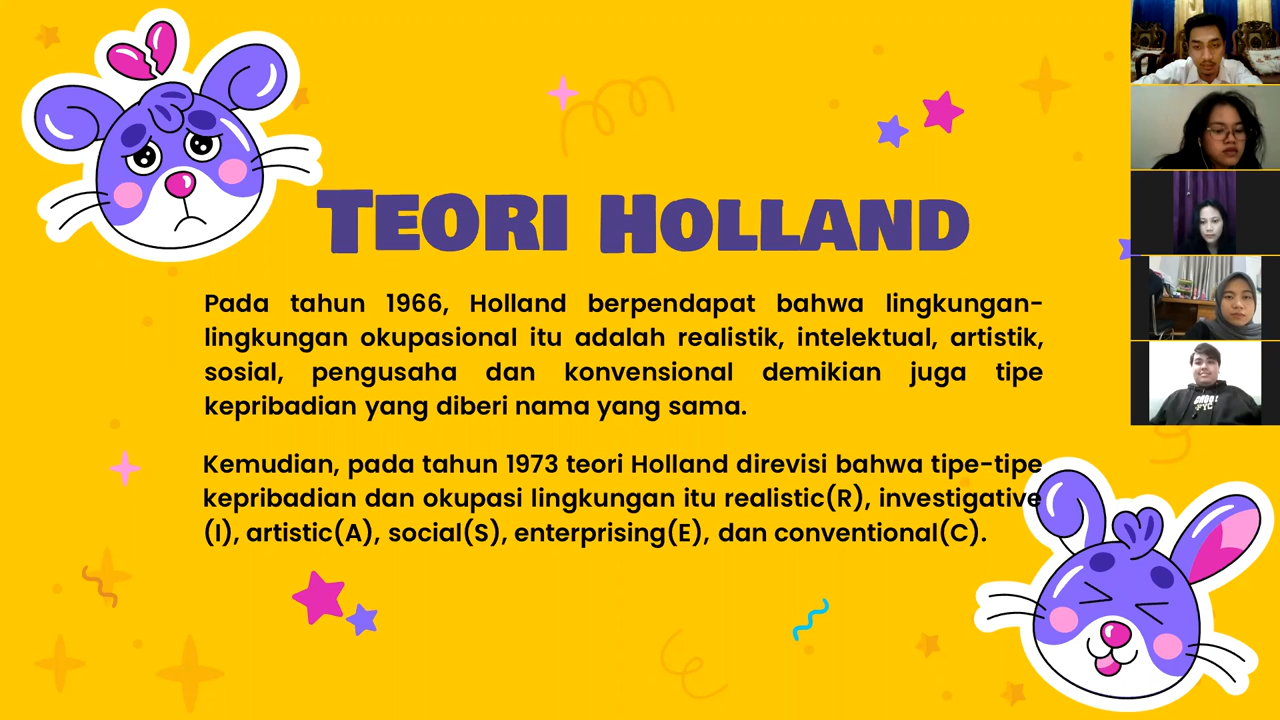 TEORI HOLLAND
Pada tahun 1966, Holland berpendapat bahwa lingkungan-
lingkungan okupasional itu adalah realistik, intelektual, artistik,
sosial, pengusaha dan konvensional demikian juga tipe
kepribadian yang diberi nama yang sama.
Kemudian, pada tahun 1973 teori Holland direvisi bahwa tipe-tipe
kepribadian dan okupasi lingkungan itu realistic(R), investigative
(I), artistic(A), social(S), enterprising(E), dan conventional(C).